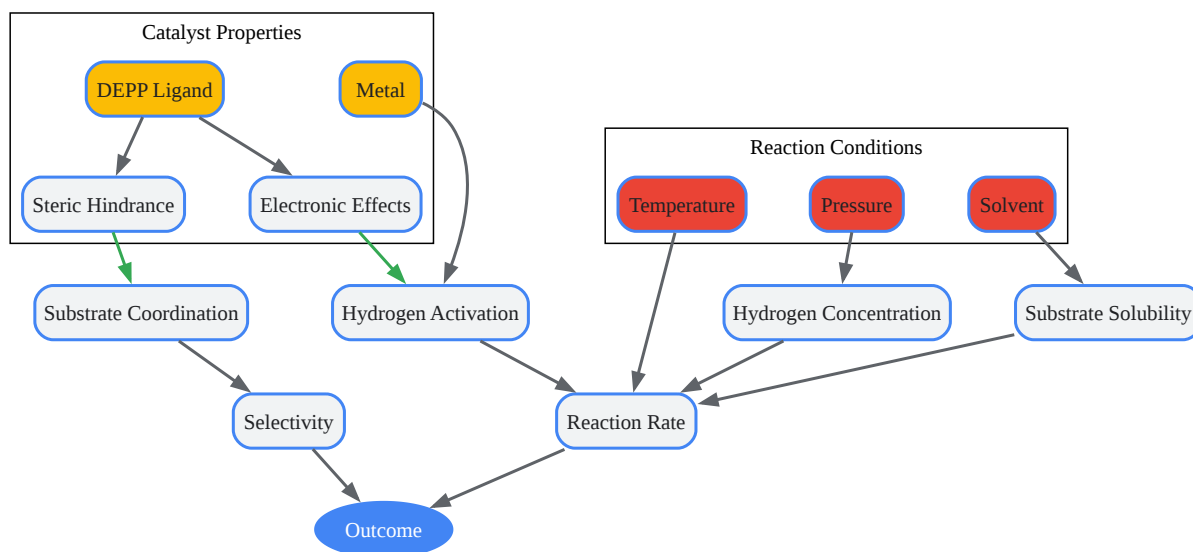 Catalyst Properties
DEPP Ligand
Metal
Reaction Conditions
Steric Hindrance
Electronic Effects
Temperature
Pressure
Solvent
Substrate Coordination
Hydrogen Activation
Hydrogen Concentration
Substrate Solubility
Selectivity
Reaction Rate
Outcome